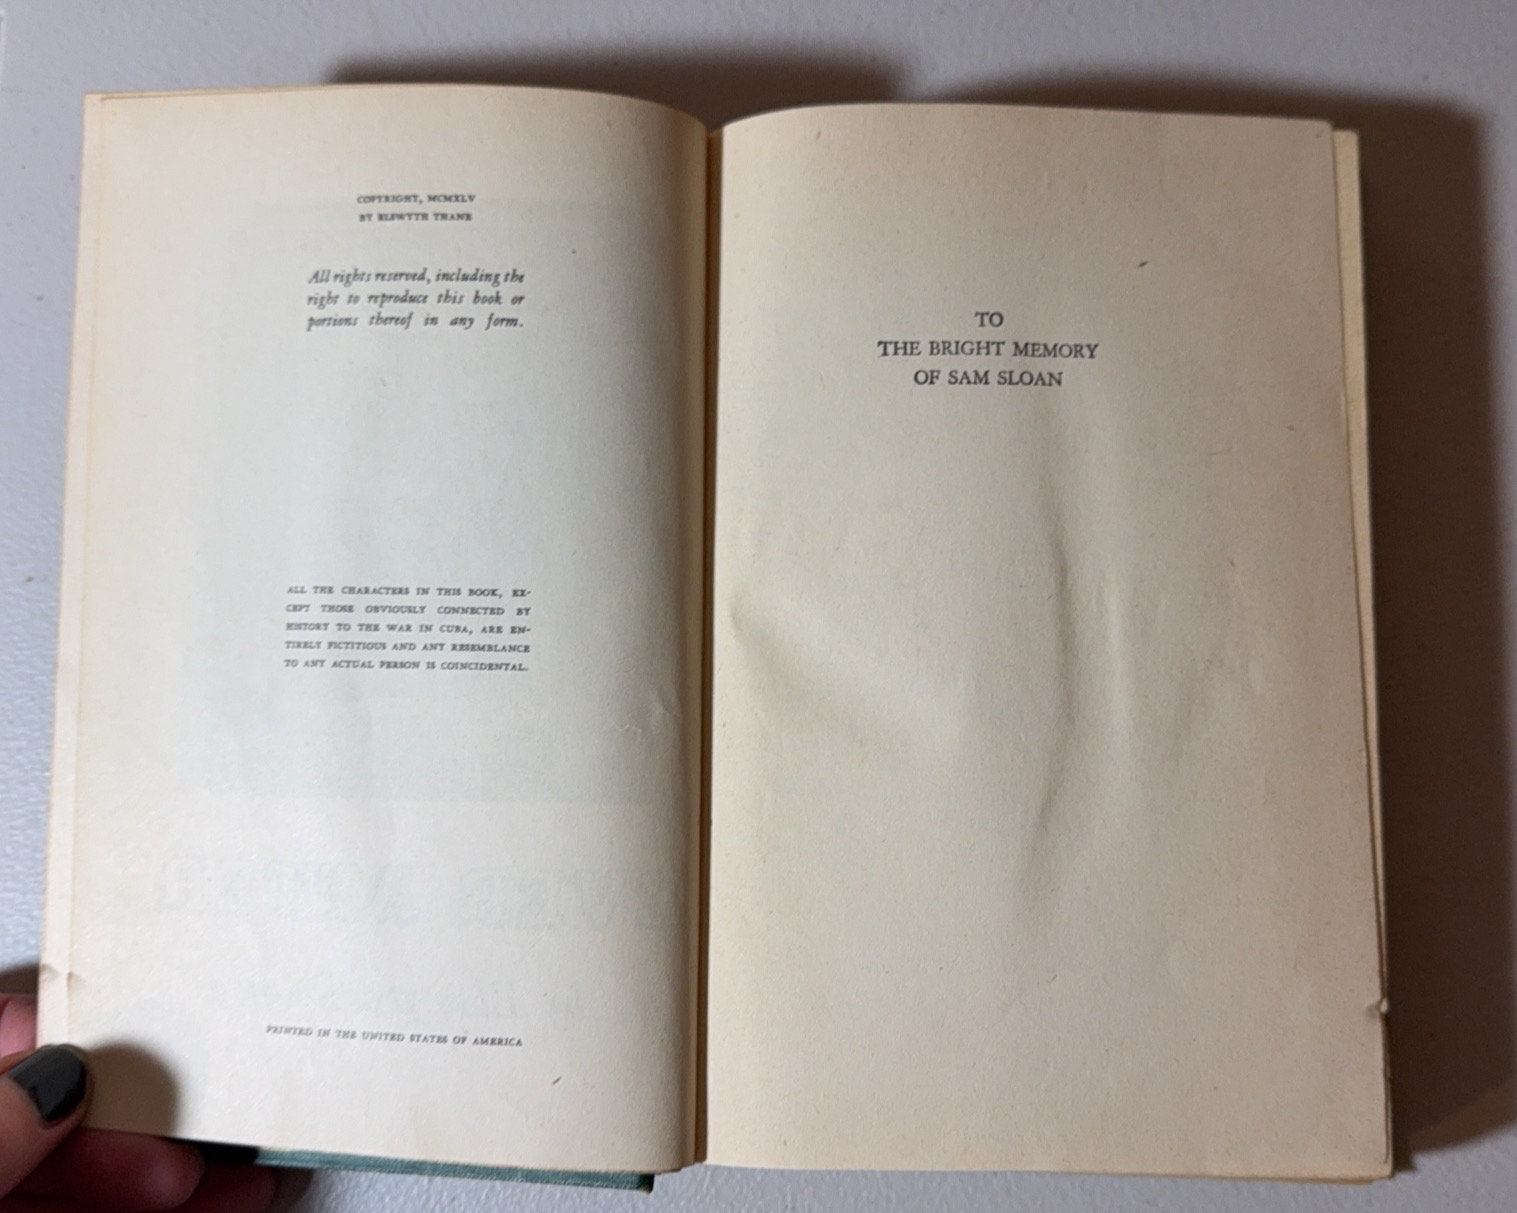 COPYRIGHT, MCMXLV
BY ELSWYTH THANE
All rights reserved, including the
right to reproduce this book or
portions thereof in any form.
ALL THE CHARACTERS IN THIS BOOK, EX-
CEPT THOSE OBVIOUSLY CONNECTED BY
HISTORY TO THE WAR IN CUBA, ARE EN-
TIRELY FICTITIOUS AND ANY RESEMBLANCE
TO ANY ACTUAL PERSON IS COINCIDENTAL.
PRINTED IN THE UNITED STATES OF AMERICA
TO
THE BRIGHT MEMORY
OF SAM SLOAN